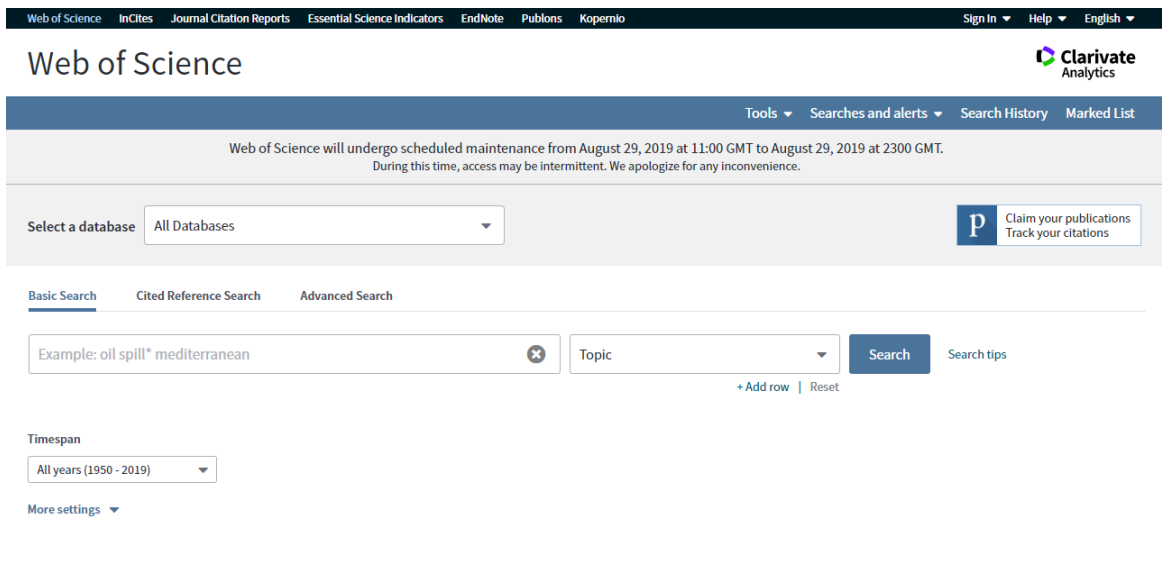 Web of Science InCites Journal Citation Reports Essential Science Indicators EndNote Publons Kopernio Sign In Help English
Web of Science
Clarivate
Analytics
Tools Searches and alerts Search History Marked List
Web of Science will undergo scheduled maintenance from August 29, 2019 at 11:00 GMT to August 29, 2019 at 2300 GMT.
During this time, access may be intermittent. We apologize for any inconvenience.
Select a database All Databases
p
Claim your publications
Track your citations
Basic Search Cited Reference Search Advanced Search
Example: oil spill* mediterranean Topic Search Search tips
+ Add row | Reset
Timespan
All years (1950 - 2019)
More settings